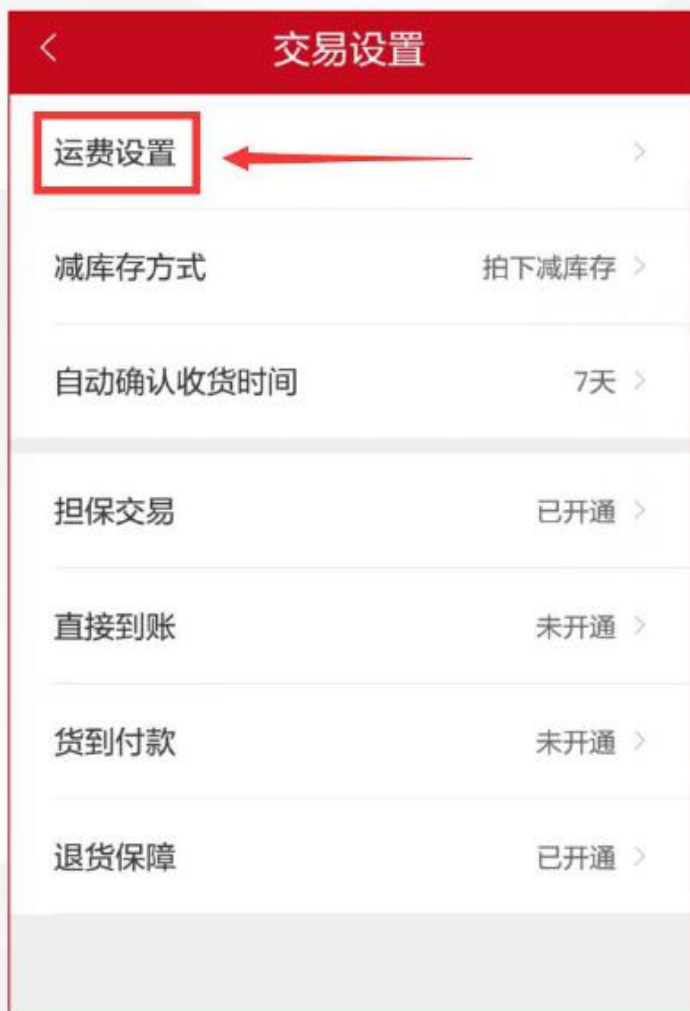 交易设置
运费设置
减库存方式 拍下减库存
自动确认收货时间 7天
担保交易 已开通
直接到账 未开通
货到付款 未开通
退货保障 已开通